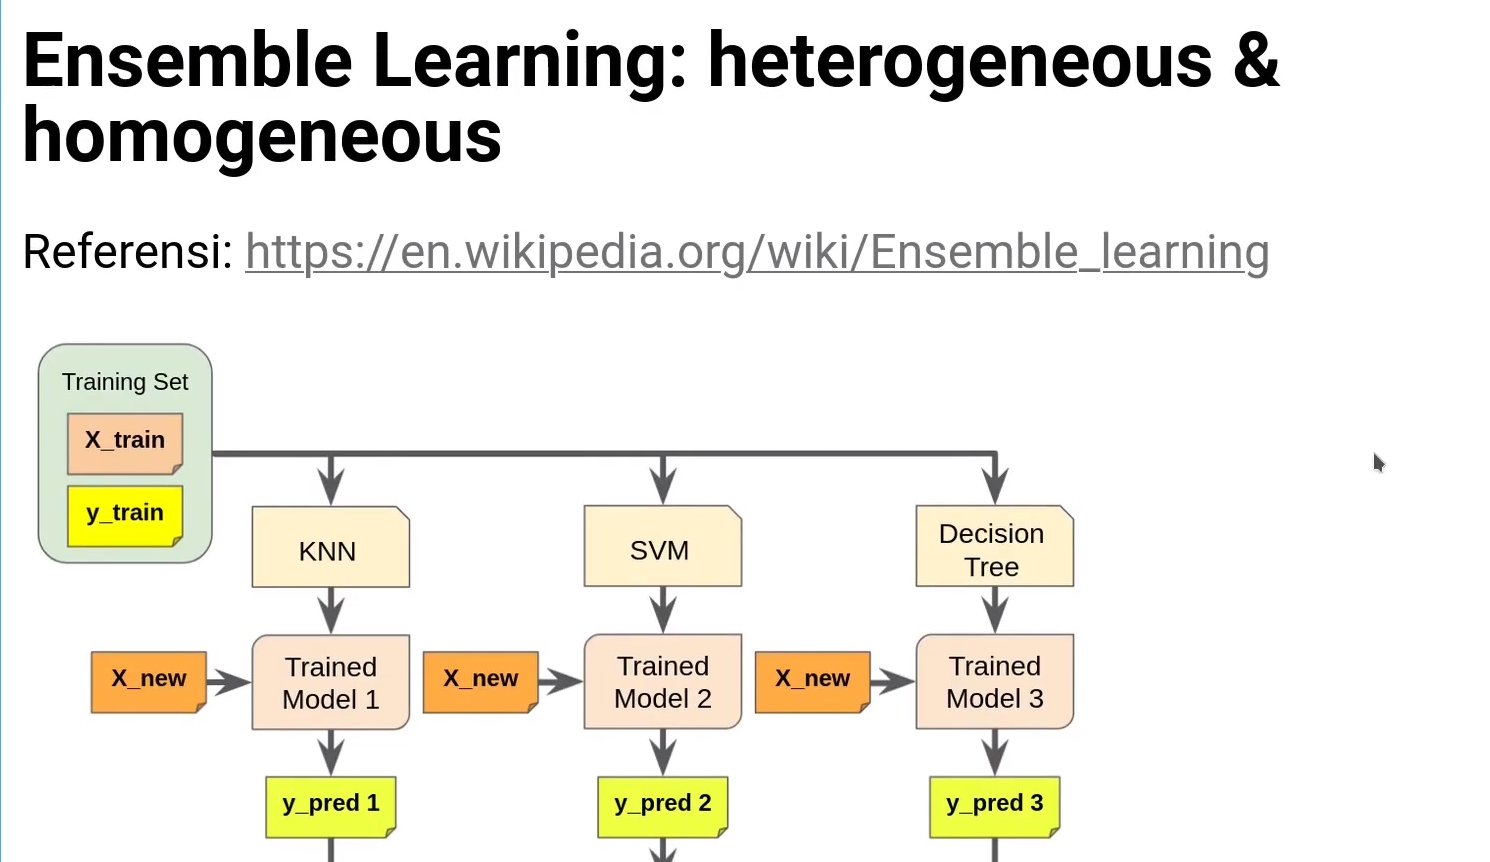 Ensemble Learning: heterogeneous &
homogeneous
Referensi: https://en.wikipedia.org/wiki/Ensemble_learning
Training Set
X_train
y_train
KNN
SVM
Decision
Tree
X_new
Trained
Model 1
X_new
Trained
Model 2
X_new
Trained
Model 3
y_pred 1
y_pred 2
y_pred 3